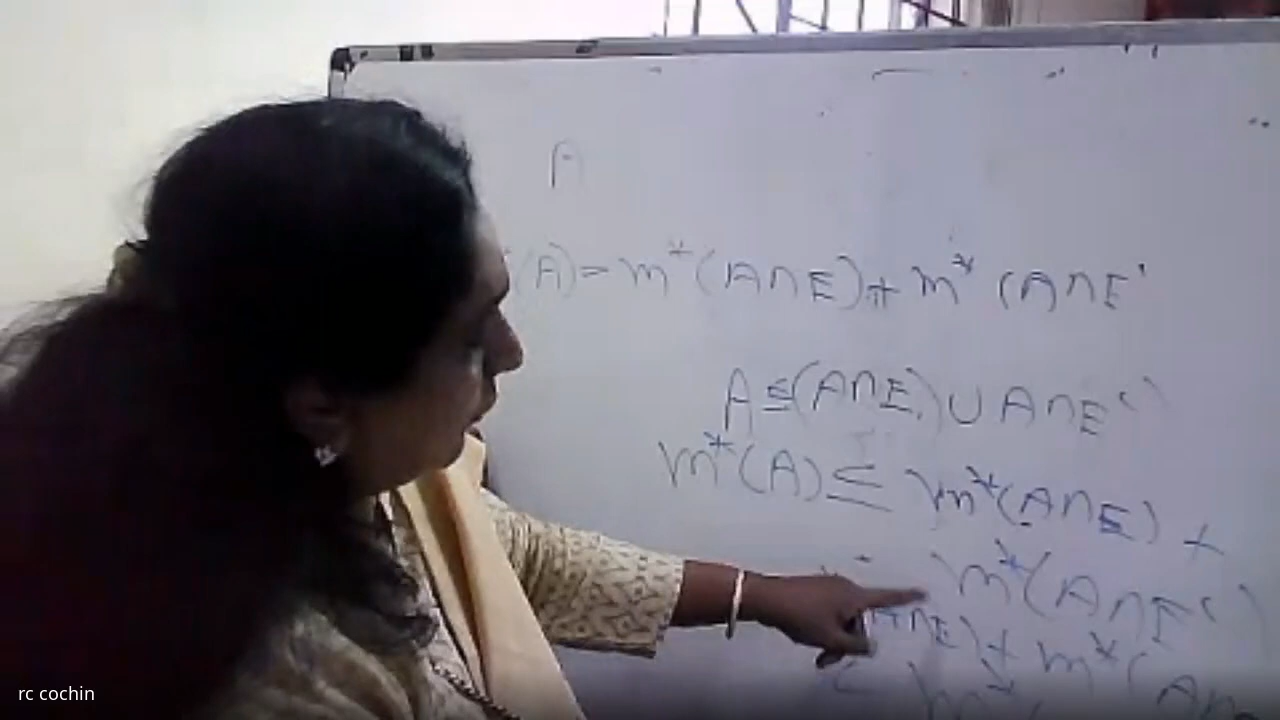 A
(A) = m*(A∩E) + m*(A∩E'
A ⊆ (A∩E) ∪ A∩E')
m*(A) ≤ m*(A∩E) +
m*(A∩E')
A∩E) + m*(A∩
≤ m*(
rc cochin